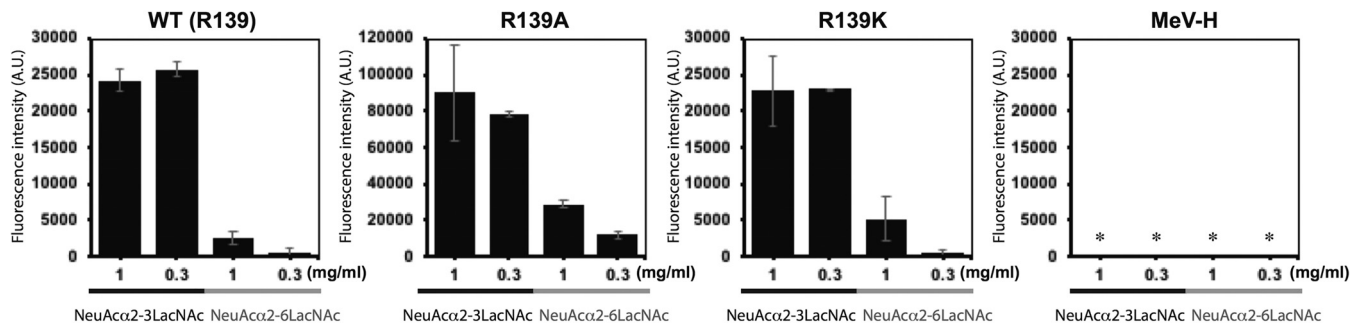 WT (R139)
Fluorescence intensity (A.U.)
30000
25000
20000
15000
10000
5000
0
1 0.3 1 0.3 (mg/ml)
NeuAcα2-3LacNAc NeuAcα2-6LacNAc
R139A
Fluorescence intensity (A.U.)
120000
100000
80000
60000
40000
20000
0
1 0.3 1 0.3 (mg/ml)
NeuAcα2-3LacNAc NeuAcα2-6LacNAc
R139K
Fluorescence intensity (A.U.)
30000
25000
20000
15000
10000
5000
0
1 0.3 1 0.3 (mg/ml)
NeuAcα2-3LacNAc NeuAcα2-6LacNAc
MeV-H
Fluorescence intensity (A.U.)
30000
25000
20000
15000
10000
5000
0
* * * *
1 0.3 1 0.3 (mg/ml)
NeuAcα2-3LacNAc NeuAcα2-6LacNAc